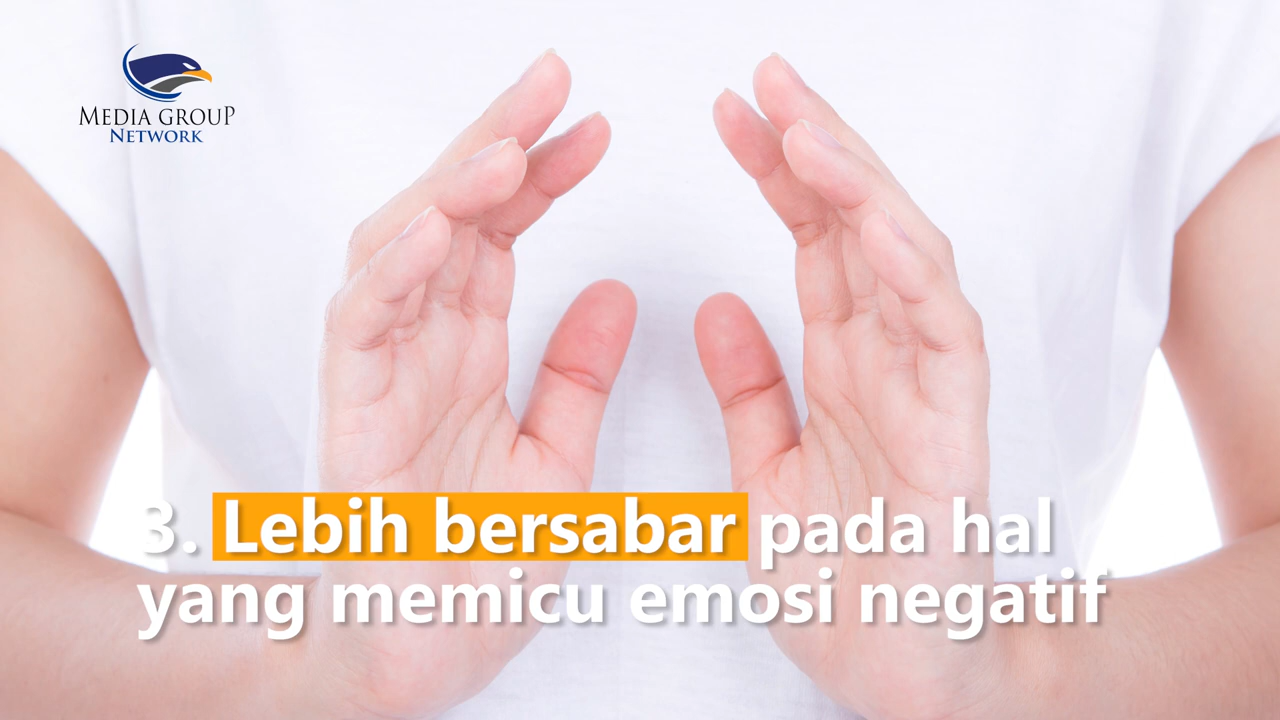 MEDIA GROUP
NETWORK
3. Lebih bersabar pada hal
yang memicu emosi negatif